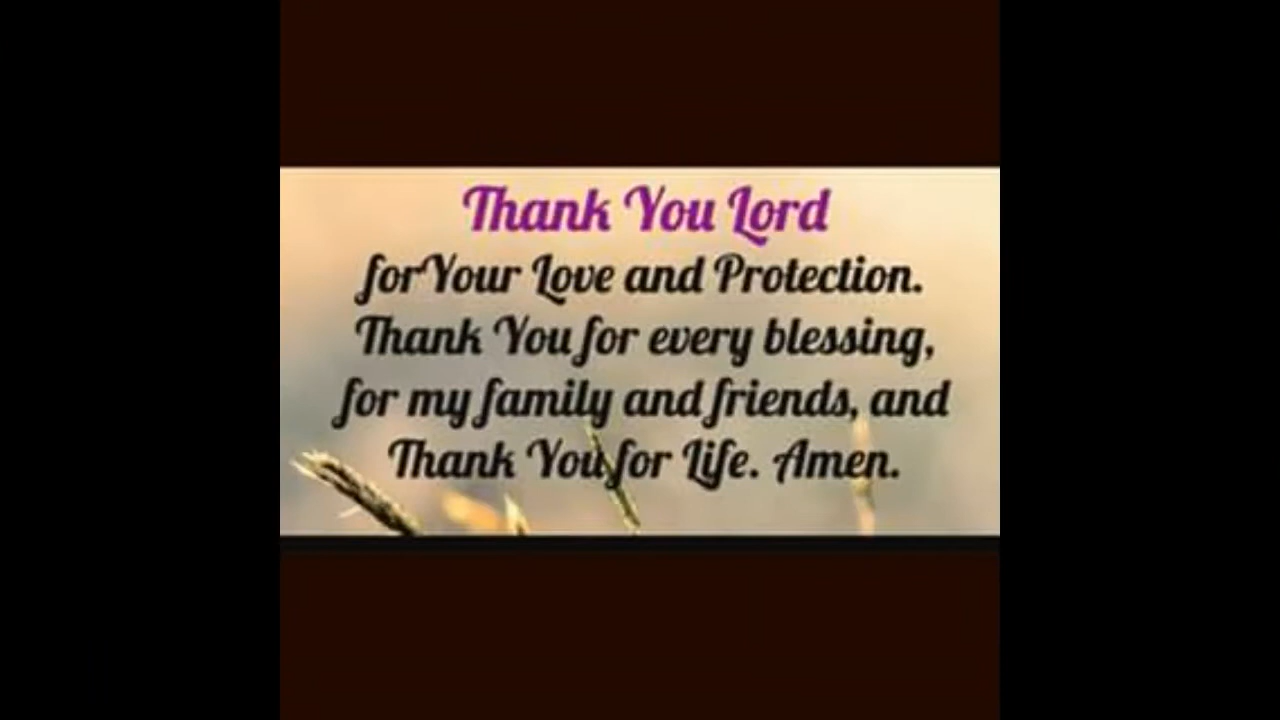 Thank You Lord
for Your Love and Protection.
Thank You for every blessing,
for my family and friends, and
Thank You for Life. Amen.